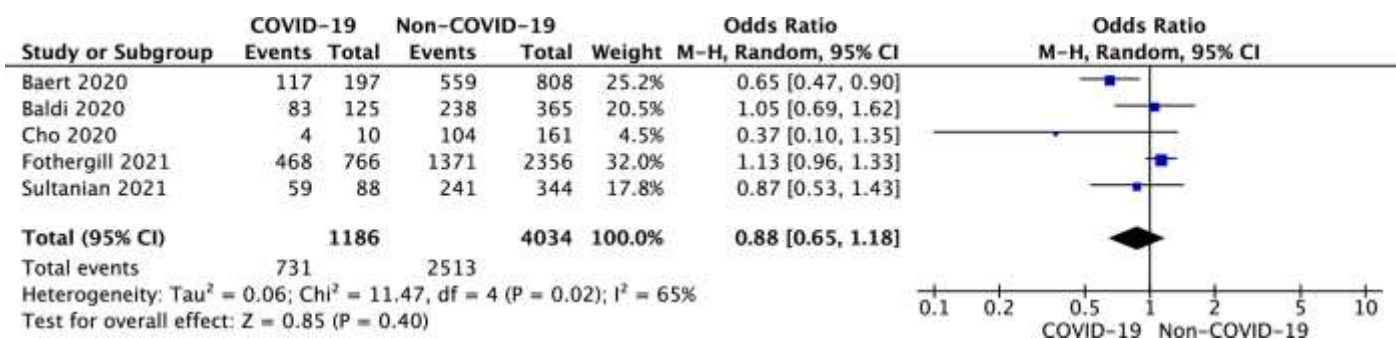 COVID-19 Non-COVID-19 Odds Ratio Odds Ratio
Study or Subgroup Events Total Events Total Weight M-H, Random, 95% CI M-H, Random, 95% CI
Baert 2020 117 197 559 808 25.2% 0.65 [0.47, 0.90]
Baldi 2020 83 125 238 365 20.5% 1.05 [0.69, 1.62]
Cho 2020 4 10 104 161 4.5% 0.37 [0.10, 1.35]
Fothergill 2021 468 766 1371 2356 32.0% 1.13 [0.96, 1.33]
Sultanian 2021 59 88 241 344 17.8% 0.87 [0.53, 1.43]
Total (95% CI) 1186 4034 100.0% 0.88 [0.65, 1.18]
Total events 731 2513
Heterogeneity: Tau² = 0.06; Chi² = 11.47, df = 4 (P = 0.02); I² = 65%
Test for overall effect: Z = 0.85 (P = 0.40)
0.1 0.2 0.5 1 2 5 10
COVID-19 Non-COVID-19